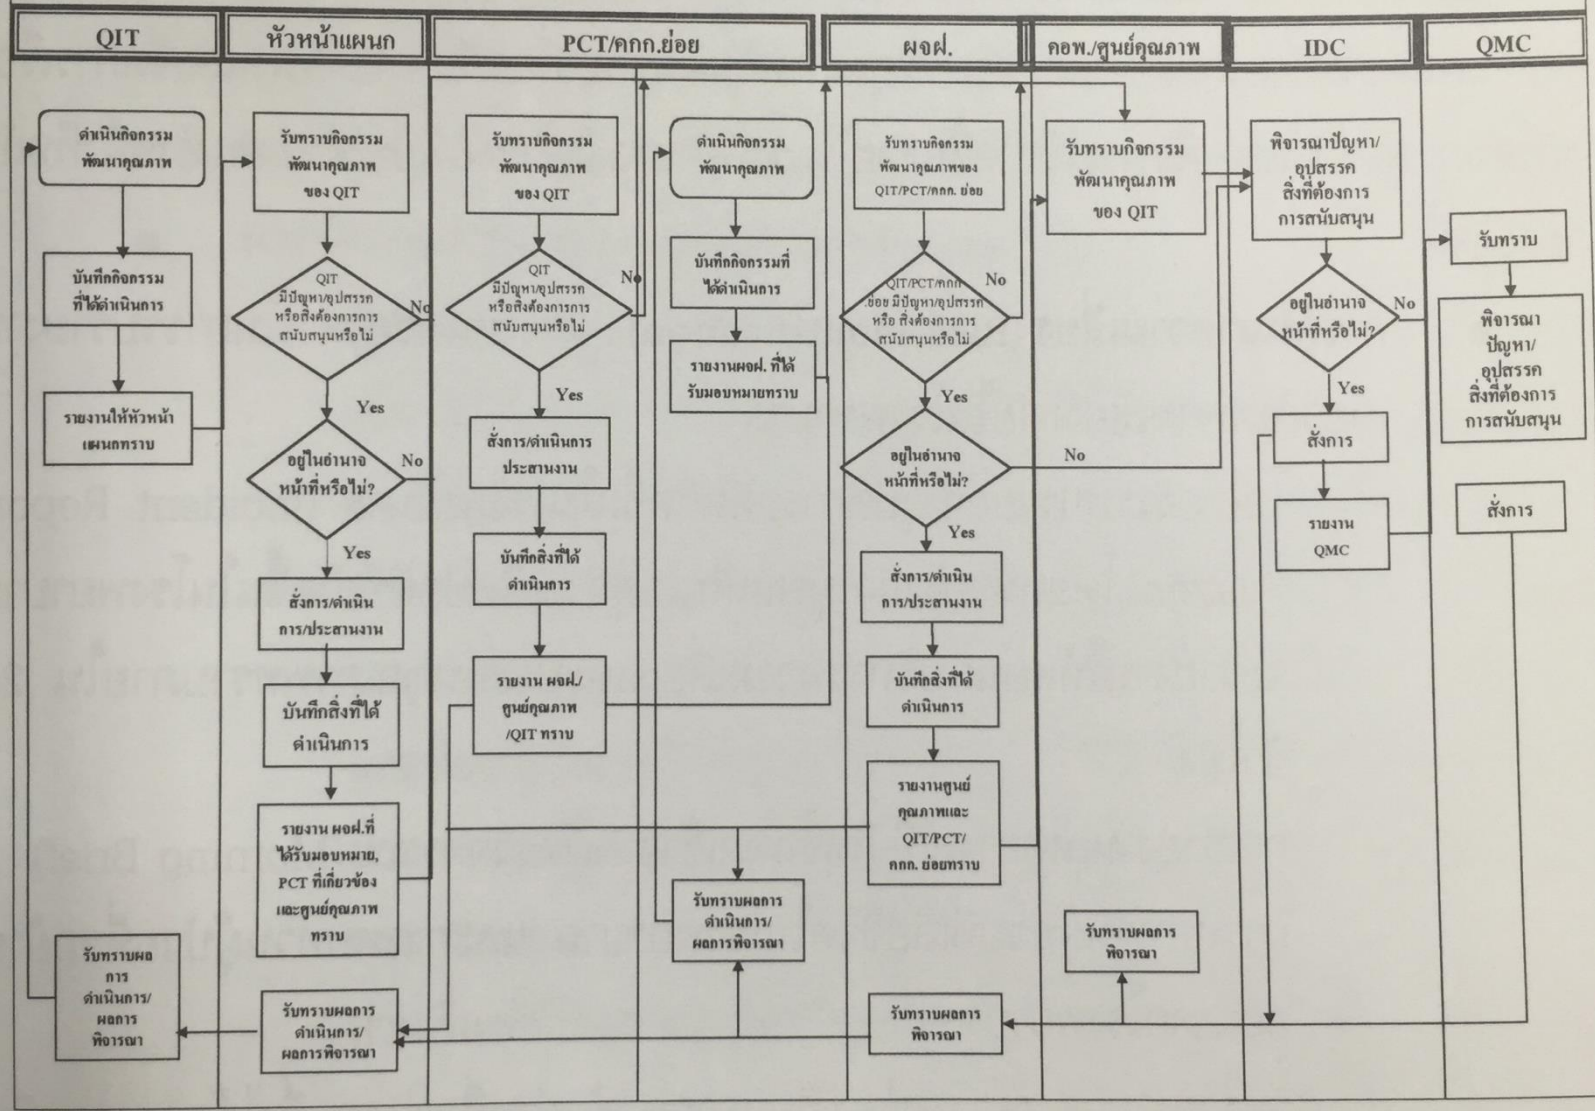 QIT
หัวหน้าแผนก
PCT/คกก.ย่อย
ผจฝ.
คอพ./ศูนย์คุณภาพ
IDC
QMC
ดำเนินกิจกรรม
พัฒนาคุณภาพ
บันทึกกิจกรรม
ที่ได้ดำเนินการ
รายงานให้หัวหน้า
แผนกทราบ
รับทราบผล
การ
ดำเนินการ/
ผลการ
พิจารณา
รับทราบกิจกรรม
พัฒนาคุณภาพ
ของ QIT
QIT
มีปัญหา/อุปสรรค
หรือสิ่งต้องการการ
สนับสนุนหรือไม่
No
Yes
อยู่ในอำนาจ
หน้าที่หรือไม่?
No
Yes
สั่งการ/ดำเนิน
การ/ประสานงาน
บันทึกสิ่งที่ได้
ดำเนินการ
รายงาน ผจฝ.ที่
ได้รับมอบหมาย,
PCT ที่เกี่ยวข้อง
และศูนย์คุณภาพ
ทราบ
รับทราบผลการ
ดำเนินการ/
ผลการพิจารณา
รับทราบกิจกรรม
พัฒนาคุณภาพ
ของ QIT
QIT
มีปัญหา/อุปสรรค
หรือสิ่งต้องการการ
สนับสนุนหรือไม่
No
Yes
สั่งการ/ดำเนินการ
ประสานงาน
บันทึกสิ่งที่ได้
ดำเนินการ
รายงาน ผจฝ./
ศูนย์คุณภาพ
/QIT ทราบ
ดำเนินกิจกรรม
พัฒนาคุณภาพ
บันทึกกิจกรรมที่
ได้ดำเนินการ
รายงานผจฝ. ที่ได้
รับมอบหมายทราบ
รับทราบผลการ
ดำเนินการ/
ผลการพิจารณา
รับทราบกิจกรรม
พัฒนาคุณภาพของ
QIT/PCT/คกก. ย่อย
QIT/PCT/คกก
.ย่อย มีปัญหา/อุปสรรค
หรือ สิ่งต้องการการ
สนับสนุนหรือไม่
No
Yes
อยู่ในอำนาจ
หน้าที่หรือไม่?
No
Yes
สั่งการ/ดำเนิน
การ/ประสานงาน
บันทึกสิ่งที่ได้
ดำเนินการ
รายงานศูนย์
คุณภาพและ
QIT/PCT/
คกก. ย่อยทราบ
รับทราบผลการ
พิจารณา
รับทราบกิจกรรม
พัฒนาคุณภาพ
ของ QIT
รับทราบผลการ
พิจารณา
พิจารณาปัญหา/
อุปสรรค
สิ่งที่ต้องการ
การสนับสนุน
อยู่ในอำนาจ
หน้าที่หรือไม่?
No
Yes
สั่งการ
รายงาน
QMC
รับทราบ
พิจารณา
ปัญหา/
อุปสรรค
สิ่งที่ต้องการ
การสนับสนุน
สั่งการ